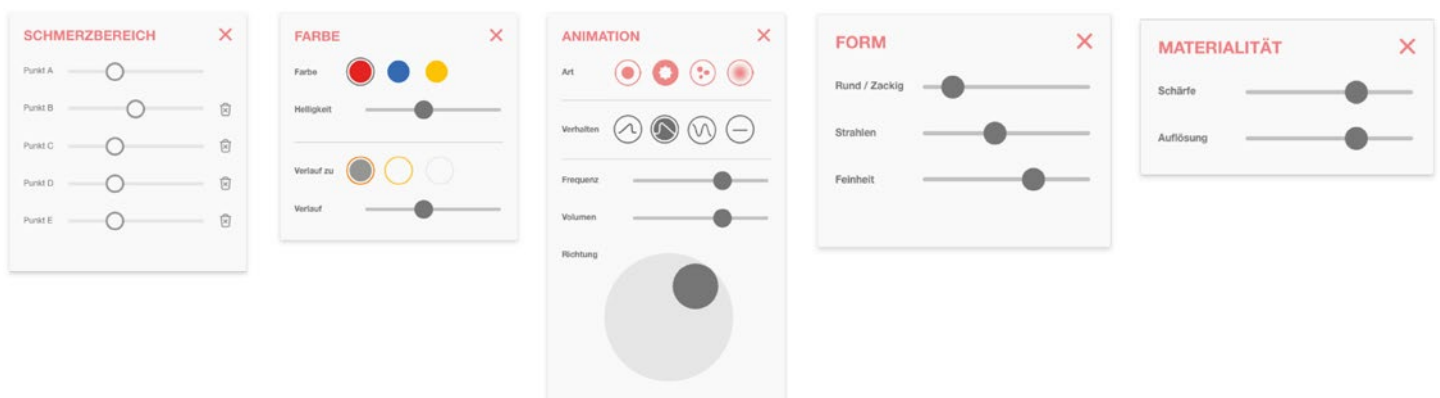 SCHMERZBEREICH
Punkt A
Punkt B
Punkt C
Punkt D
Punkt E
FARBE
Farbe
Helligkeit
Verlauf zu
Verlauf
ANIMATION
Art
Verhalten
Frequenz
Volumen
Richtung
FORM
Rund / Zackig
Strahlen
Feinheit
MATERIALITÄT
Schärfe
Auflösung